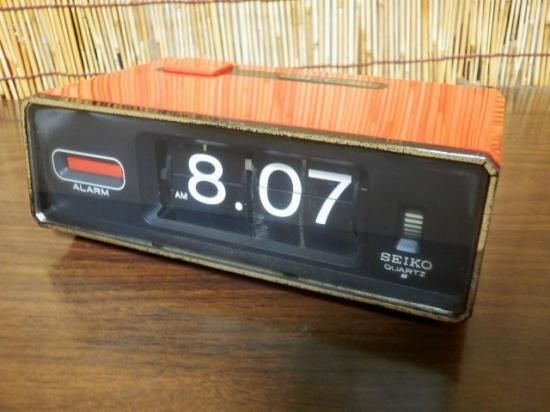 ALARM
AM 8.07
SEIKO
QUARTZ